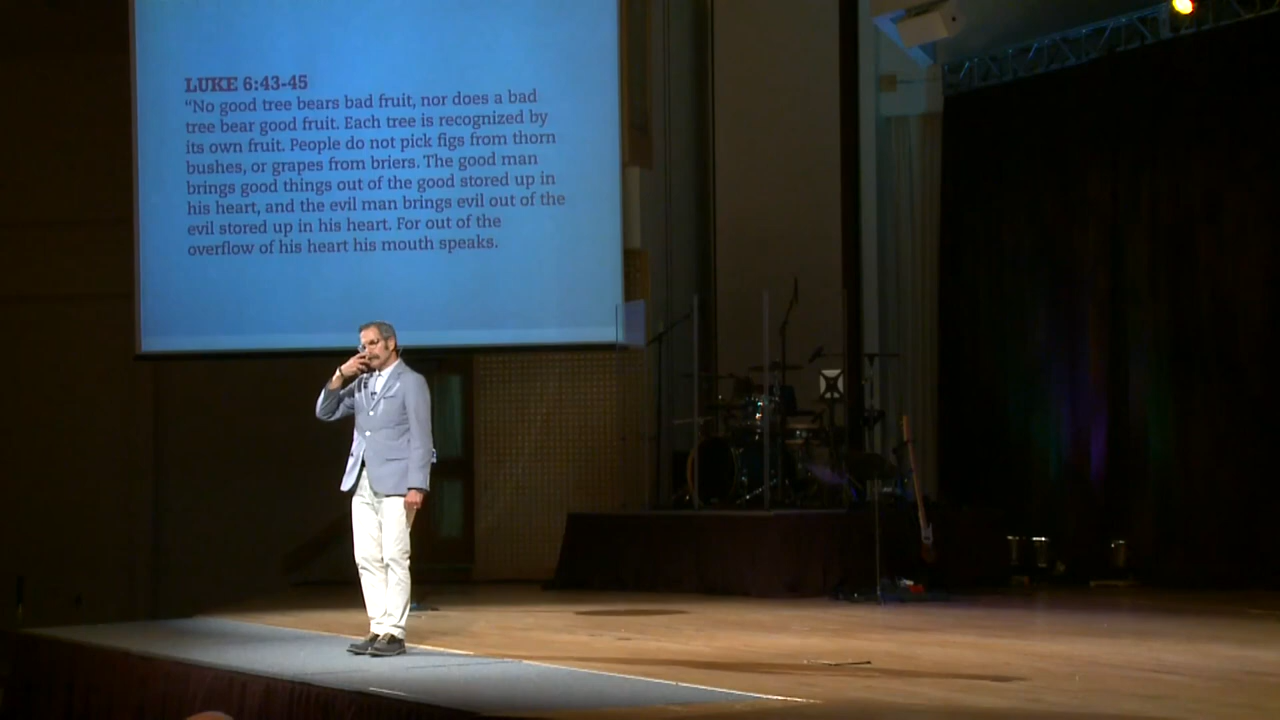 LUKE 6:43-45
“No good tree bears bad fruit, nor does a bad
tree bear good fruit. Each tree is recognized by
its own fruit. People do not pick figs from thorn
bushes, or grapes from briers. The good man
brings good things out of the good stored up in
his heart, and the evil man brings evil out of the
evil stored up in his heart. For out of the
overflow of his heart his mouth speaks.